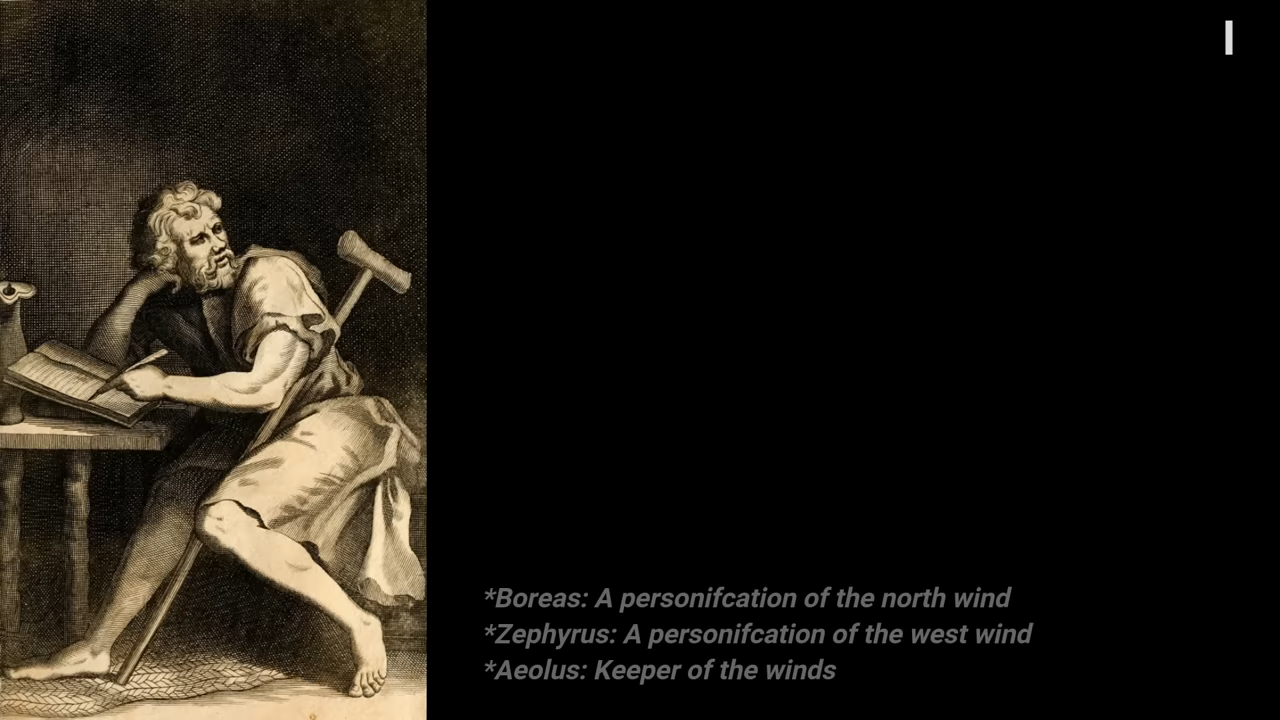 I
*Boreas: A personifcation of the north wind
*Zephyrus: A personifcation of the west wind
*Aeolus: Keeper of the winds